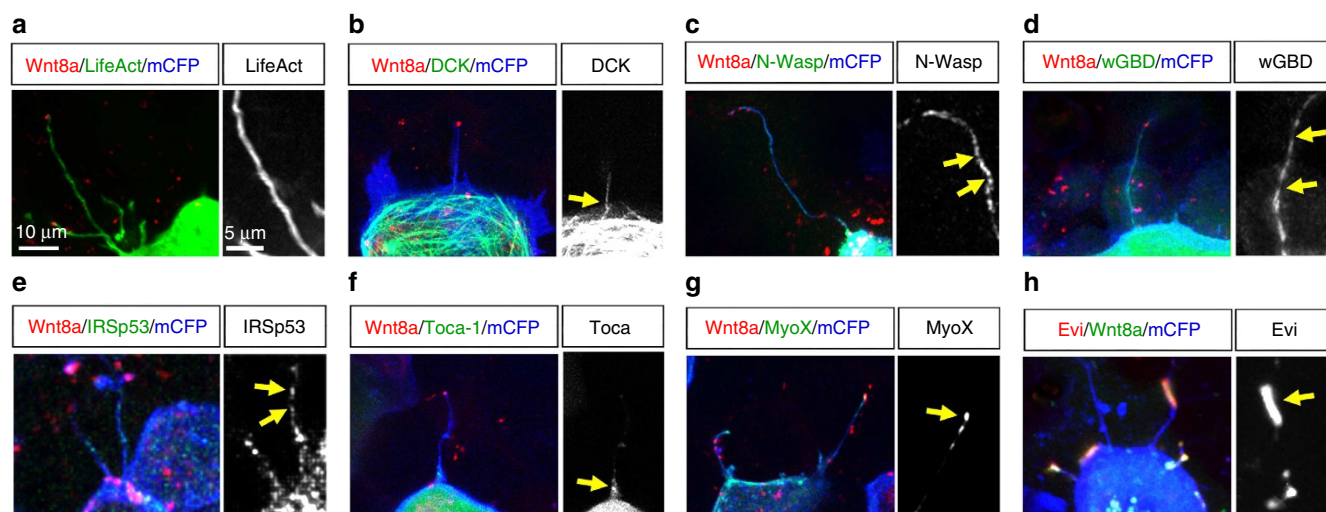 a
Wnt8a/LifeAct/mCFP
LifeAct
10 μm
5 μm
b
Wnt8a/DCK/mCFP
DCK
c
Wnt8a/N-Wasp/mCFP
N-Wasp
d
Wnt8a/wGBD/mCFP
wGBD
e
Wnt8a/IRSp53/mCFP
IRSp53
f
Wnt8a/Toca-1/mCFP
Toca
g
Wnt8a/MyoX/mCFP
MyoX
h
Evi/Wnt8a/mCFP
Evi